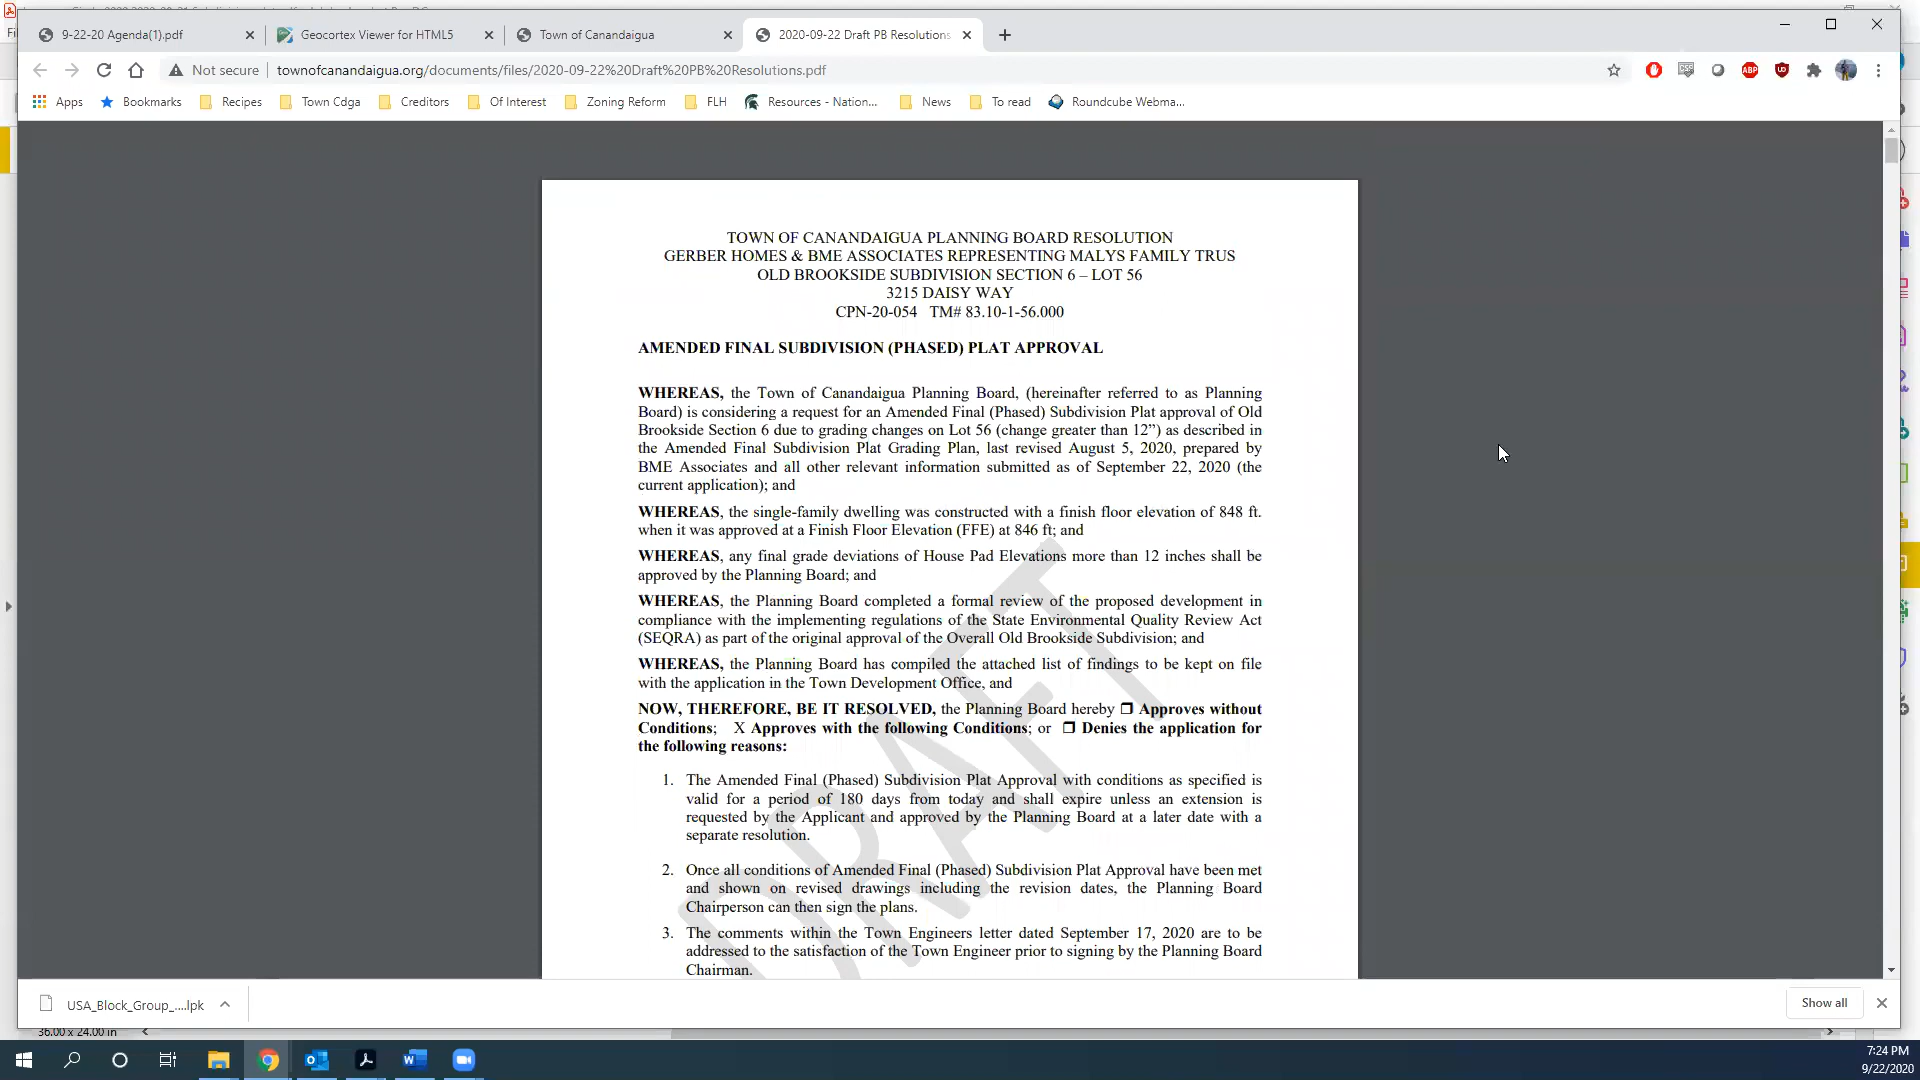 9-22-20 Agenda(1).pdf
Geocortex Viewer for HTML5
Town of Canandaigua
2020-09-22 Draft PB Resolutions
Not secure
townofcanandaigua.org/documents/files/2020-09-22%20Draft%20PB%20Resolutions.pdf
ABP
Apps
Bookmarks
Recipes
Town Cdga
Creditors
Of Interest
Zoning Reform
FLH
Resources - Nation...
News
To read
Roundcube Webma...
TOWN OF CANANDAIGUA PLANNING BOARD RESOLUTION
GERBER HOMES & BME ASSOCIATES REPRESENTING MALYS FAMILY TRUS
OLD BROOKSIDE SUBDIVISION SECTION 6 – LOT 56
3215 DAISY WAY
CPN-20-054 TM# 83.10-1-56.000
AMENDED FINAL SUBDIVISION (PHASED) PLAT APPROVAL
WHEREAS, the Town of Canandaigua Planning Board, (hereinafter referred to as Planning
Board) is considering a request for an Amended Final (Phased) Subdivision Plat approval of Old
Brookside Section 6 due to grading changes on Lot 56 (change greater than 12”) as described in
the Amended Final Subdivision Plat Grading Plan, last revised August 5, 2020, prepared by
BME Associates and all other relevant information submitted as of September 22, 2020 (the
current application); and
WHEREAS, the single-family dwelling was constructed with a finish floor elevation of 848 ft.
when it was approved at a Finish Floor Elevation (FFE) at 846 ft; and
WHEREAS, any final grade deviations of House Pad Elevations more than 12 inches shall be
approved by the Planning Board; and
WHEREAS, the Planning Board completed a formal review of the proposed development in
compliance with the implementing regulations of the State Environmental Quality Review Act
(SEQRA) as part of the original approval of the Overall Old Brookside Subdivision; and
WHEREAS, the Planning Board has compiled the attached list of findings to be kept on file
with the application in the Town Development Office, and
NOW, THEREFORE, BE IT RESOLVED, the Planning Board hereby ❒ Approves without
Conditions; X Approves with the following Conditions; or ❒ Denies the application for
the following reasons:
1. The Amended Final (Phased) Subdivision Plat Approval with conditions as specified is
valid for a period of 180 days from today and shall expire unless an extension is
requested by the Applicant and approved by the Planning Board at a later date with a
separate resolution.
2. Once all conditions of Amended Final (Phased) Subdivision Plat Approval have been met
and shown on revised drawings including the revision dates, the Planning Board
Chairperson can then sign the plans.
3. The comments within the Town Engineers letter dated September 17, 2020 are to be
addressed to the satisfaction of the Town Engineer prior to signing by the Planning Board
Chairman.
DRAFT
USA_Block_Group_....lpk
Show all
36.00 x 24.00 in
7:24 PM
9/22/2020